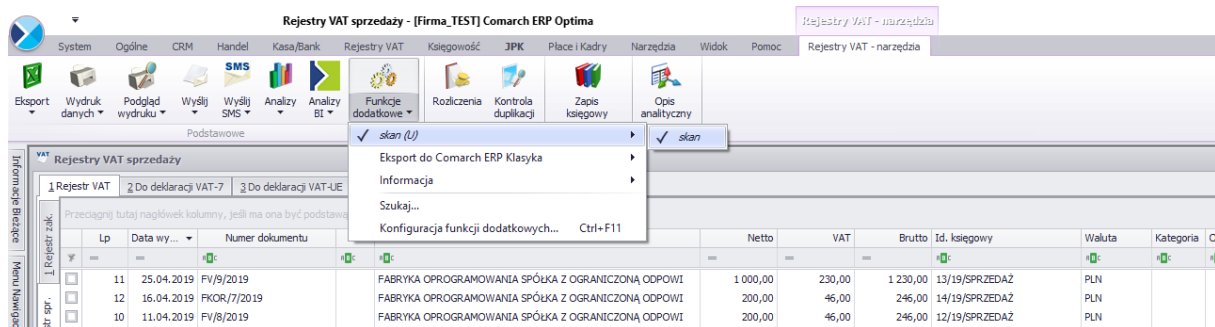 Rejestry VAT sprzedaży - [Firma_TEST] Comarch ERP Optima
Rejestry VAT - narzędzia
System Ogólne CRM Handel Kasa/Bank Rejestry VAT Księgowość JPK Płace i Kadry Narzędzia Widok Pomoc Rejestry VAT - narzędzia
SMS
Eksport Wydruk danych Podgląd wydruku Wyślij Wyślij SMS Analizy Analizy BI Funkcje dodatkowe Rozliczenia Kontrola duplikacji Zapis księgowy Opis analityczny
Podstawowe
skan (U)
skan
Eksport do Comarch ERP Klasyka
Informacja
Szukaj...
Konfiguracja funkcji dodatkowych... Ctrl+F11
Informacje Bieżące
Menu Nawigac
VAT Rejestry VAT sprzedaży
1 Rejestr VAT 2 Do deklaracji VAT-7 3 Do deklaracji VAT-UE
1 Rejestr zak.
str spr.
Przeciągnij tutaj nagłówek kolumny, jeśli ma ona być podstawą
Lp Data wy... Numer dokumentu Netto VAT Brutto Id. księgowy Waluta Kategoria
11 25.04.2019 FV/9/2019 FABRYKA OPROGRAMOWANIA SPÓŁKA Z OGRANICZONĄ ODPOWI 1 000,00 230,00 1 230,00 13/19/SPRZEDAŻ PLN
12 16.04.2019 FKOR/7/2019 FABRYKA OPROGRAMOWANIA SPÓŁKA Z OGRANICZONĄ ODPOWI 200,00 46,00 246,00 14/19/SPRZEDAŻ PLN
10 11.04.2019 FV/8/2019 FABRYKA OPROGRAMOWANIA SPÓŁKA Z OGRANICZONĄ ODPOWI 200,00 46,00 246,00 12/19/SPRZEDAŻ PLN